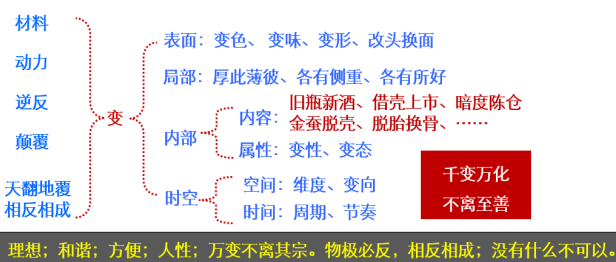 材料
动力
逆反
颠覆
天翻地覆
相反相成
变
表面：变色、变味、变形、改头换面
局部：厚此薄彼、各有侧重、各有所好
内部
内容：旧瓶新酒、借壳上市、暗度陈仓
金蚕脱壳、脱胎换骨、……
属性：变性、变态
时空
空间：维度、变向
时间：周期、节奏
千变万化
不离至善
理想；和谐；方便；人性；万变不离其宗。物极必反，相反相成；没有什么不可以。